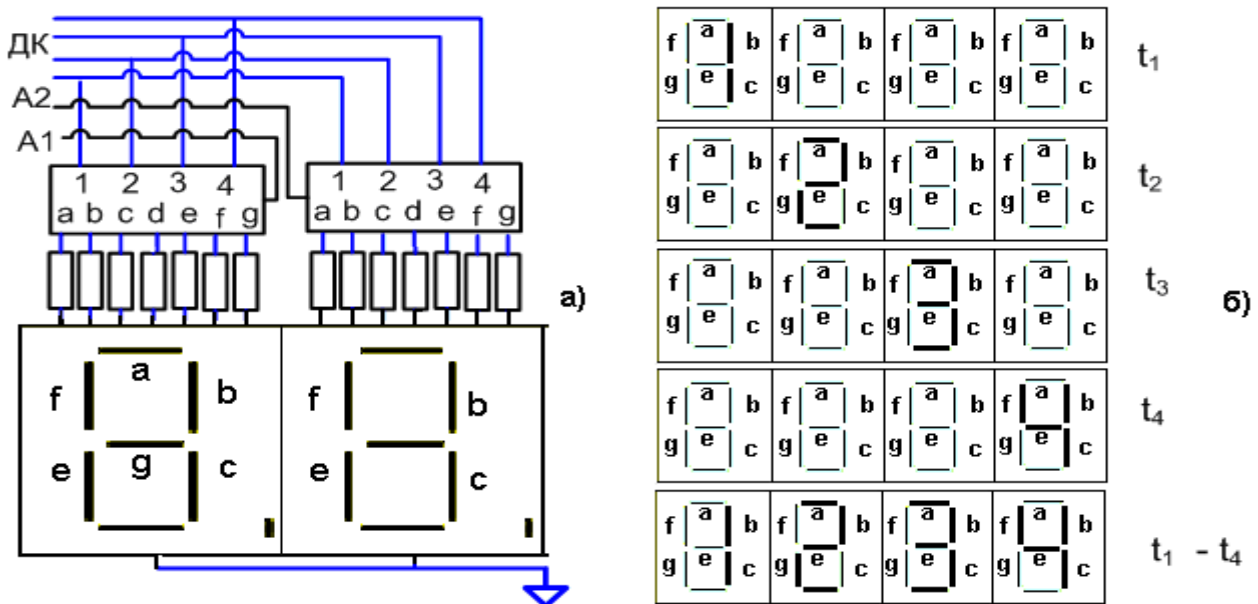 ДК
А2
А1
1 2 3 4
a b c d e f g
1 2 3 4
a b c d e f g
а)
a
f b
g
e c
f b
e c
a a a a
f b f b f b f b
e e e e
g c g c g c g c
t1
a a a a
f b f b f b f b
e e e e
g c g c g c g c
t2
a a a a
f b f b f b f b
e e e e
g c g c g c g c
t3
б)
a a a a
f b f b f b f b
e e e e
g c g c g c g c
t4
a a a a
f b f b f b f b
e e e e
g c g c g c g c
t1 - t4